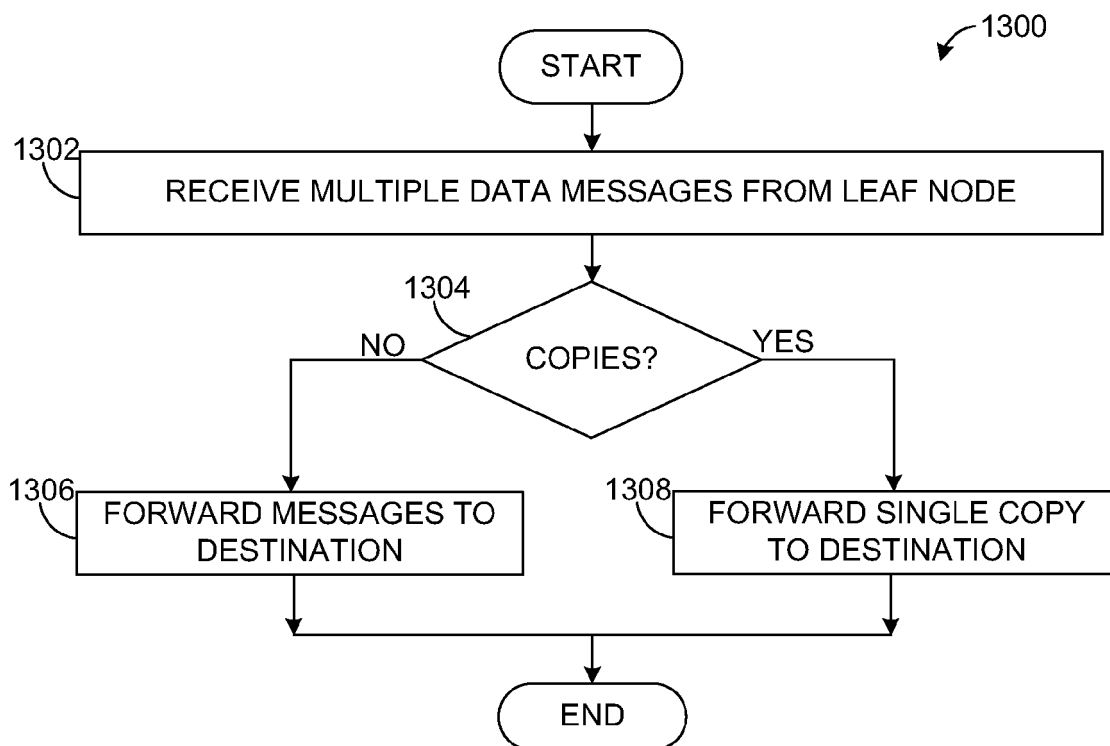 1300
START
1302
RECEIVE MULTIPLE DATA MESSAGES FROM LEAF NODE
1304
NO
COPIES?
YES
1306
FORWARD MESSAGES TO
DESTINATION
1308
FORWARD SINGLE COPY
TO DESTINATION
END